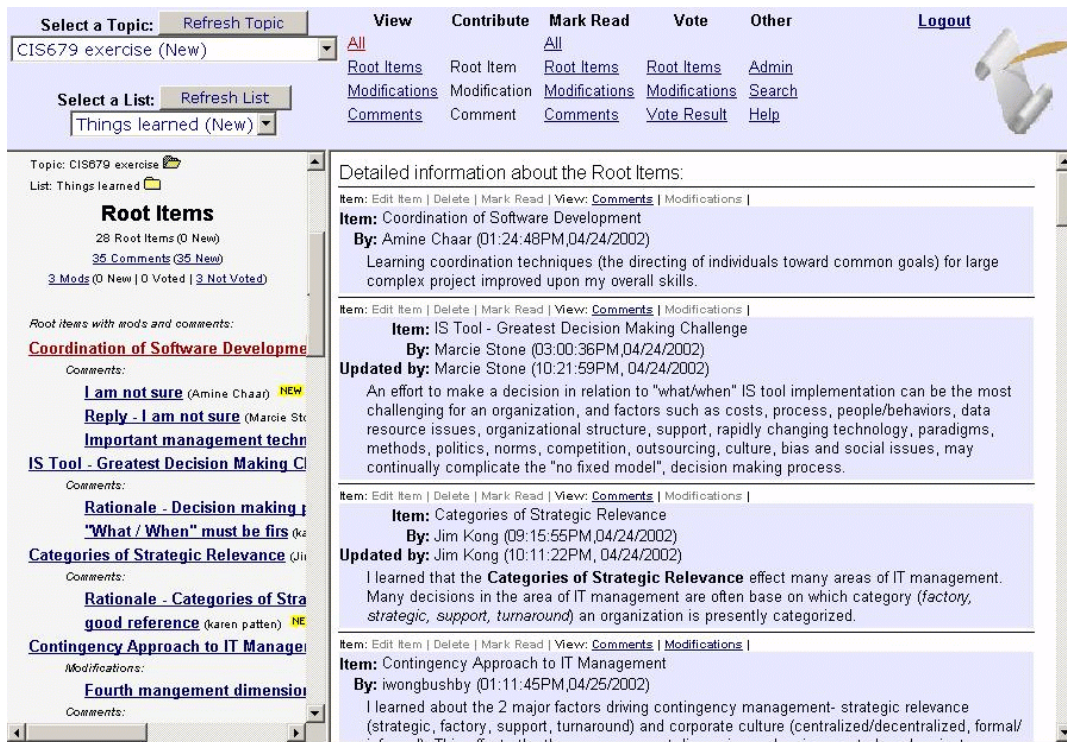 Select a Topic: Refresh Topic
CIS679 exercise (New)
Select a List: Refresh List
Things learned (New)
View Contribute Mark Read Vote Other Logout
All All
Root Items Root Item Root Items Root Items Admin
Modifications Modification Modifications Modifications Search
Comments Comment Comments Vote Result Help
Topic: CIS679 exercise
List: Things learned
Root Items
28 Root Items (0 New)
35 Comments (35 New)
3 Mods (0 New | 0 Voted | 3 Not Voted)
Root items with mods and comments:
Coordination of Software Developme
Comments:
I am not sure (Amine Chaar) NEW
Reply - I am not sure (Marcie Sto
Important management techn
IS Tool - Greatest Decision Making Cl
Comments:
Rationale - Decision making
"What / When" must be firs (ka
Categories of Strategic Relevance (Jii
Comments:
Rationale - Categories of Stra
good reference (karen patten) NE
Contingency Approach to IT Manage
Modifications:
Fourth mangement dimension
Comments:
Detailed information about the Root Items:
Item: Edit Item | Delete | Mark Read | View: Comments | Modifications |
Item: Coordination of Software Development
By: Amine Chaar (01:24:48PM,04/24/2002)
Learning coordination techniques (the directing of individuals toward common goals) for large
complex project improved upon my overall skills.
Item: Edit Item | Delete | Mark Read | View: Comments | Modifications |
Item: IS Tool - Greatest Decision Making Challenge
By: Marcie Stone (03:00:36PM,04/24/2002)
Updated by: Marcie Stone (10:21:59PM, 04/24/2002)
An effort to make a decision in relation to "what/when" IS tool implementation can be the most
challenging for an organization, and factors such as costs, process, people/behaviors, data
resource issues, organizational structure, support, rapidly changing technology, paradigms,
methods, politics, norms, competition, outsourcing, culture, bias and social issues, may
continually complicate the "no fixed model", decision making process.
Item: Edit Item | Delete | Mark Read | View: Comments | Modifications |
Item: Categories of Strategic Relevance
By: Jim Kong (09:15:55PM,04/24/2002)
Updated by: Jim Kong (10:11:22PM, 04/24/2002)
I learned that the Categories of Strategic Relevance effect many areas of IT management.
Many decisions in the area of IT management are often base on which category (factory,
strategic, support, turnaround) an organization is presently categorized.
Item: Edit Item | Delete | Mark Read | View: Comments | Modifications |
Item: Contingency Approach to IT Management
By: iwongbushby (01:11:45PM,04/25/2002)
I learned about the 2 major factors driving contingency management- strategic relevance
(strategic, factory, support, turnaround) and corporate culture (centralized/decentralized, formal/